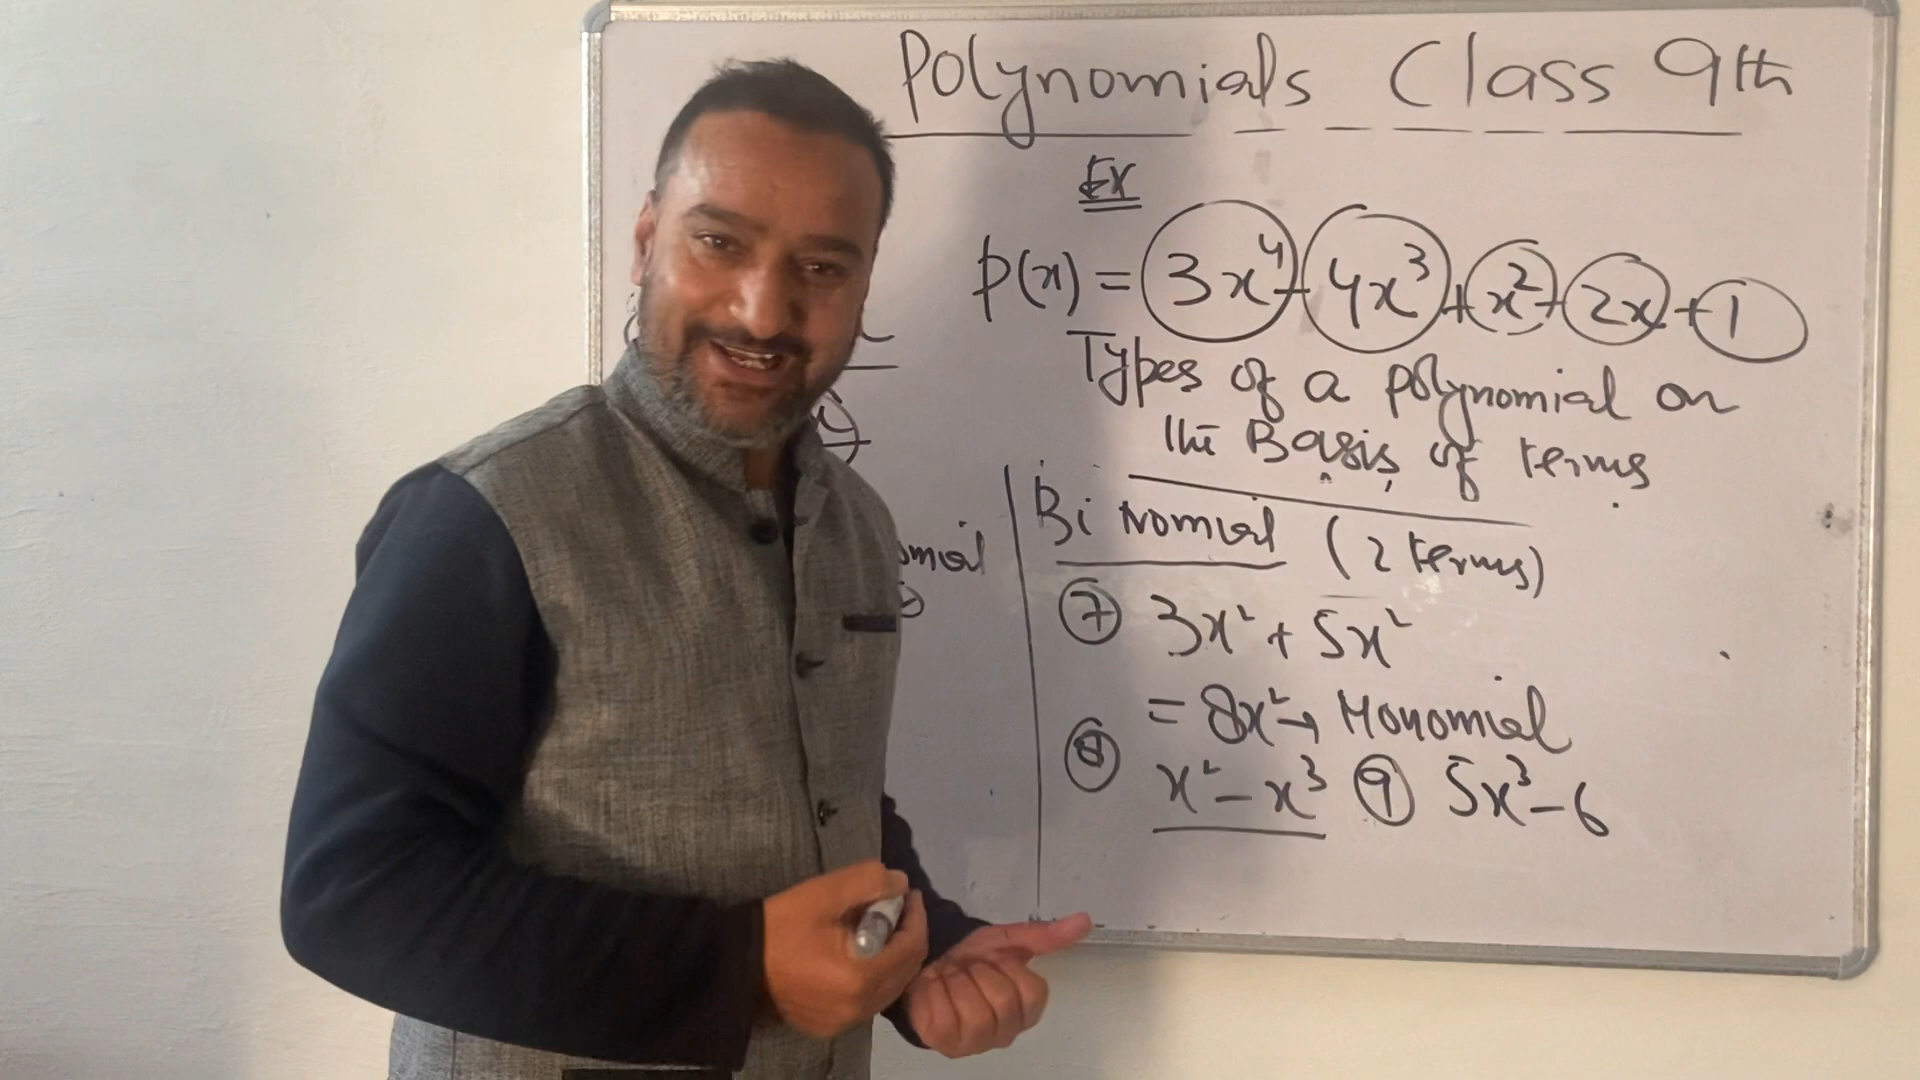 Polynomials Class 9th
Ex
p(x) = 3x⁴ - 4x³ + x² + 2x + 1
Types of a polynomial on
the Basis of terms
Bi nomial (2 terms)
⑦ 3x² + 5x²
= 8x² → Monomial
⑧ x² - x³ ⑨ 5x³ - 6